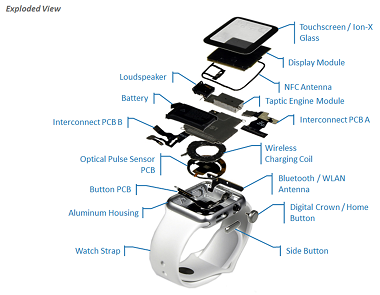 Exploded View
Touchscreen / Ion-X
Glass
Display Module
Loudspeaker
NFC Antenna
Battery
Taptic Engine Module
Interconnect PCB B
Interconnect PCB A
Wireless
Charging Coil
Optical Pulse Sensor
PCB
Bluetooth / WLAN
Antenna
Button PCB
Digital Crown / Home
Button
Aluminum Housing
Watch Strap
Side Button